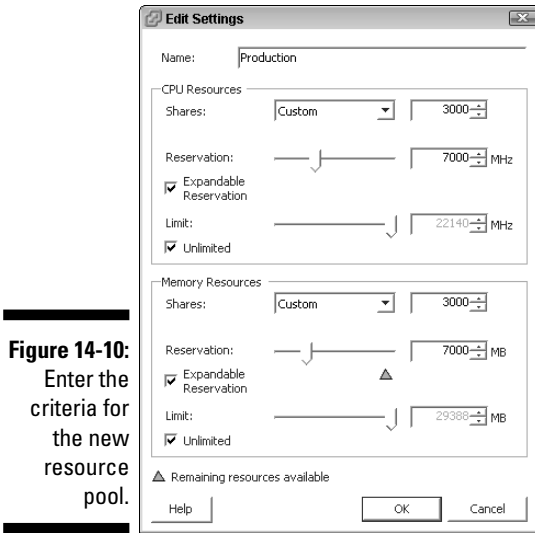 Edit Settings
Name: Production
CPU Resources
Shares: Custom 3000
Reservation: 7000 MHz
Expandable
Reservation
Limit: 22140 MHz
Unlimited
Memory Resources
Shares: Custom 3000
Reservation: 7000 MB
Expandable
Reservation
Limit: 29388 MB
Unlimited
Remaining resources available
Help OK Cancel
Figure 14-10:
Enter the
criteria for
the new
resource
pool.